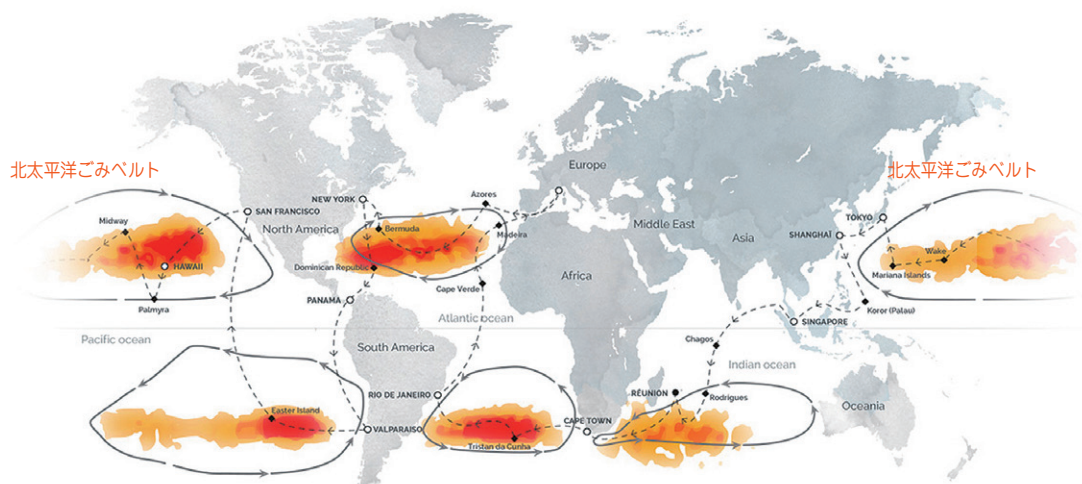 北太平洋ごみベルト
北太平洋ごみベルト
Europe
Azores
NEW YORK
Midway
SAN FRANCISCO
North America
Bermuda
Madeira
Middle East
Asia
TOKYO
SHANGHAÏ
HAWAII
Dominican Republic
Africa
Wake
Mariana Islands
Cape Verde
PANAMA
Palmyra
Atlantic ocean
Koror (Palau)
SINGAPORE
Pacific ocean
South America
Chagos
Indian ocean
RIO DE JANEIRO
RÉUNION
Rodrigues
Oceania
Easter Island
VALPARAISO
CAPE TOWN
Tristan da Cunha